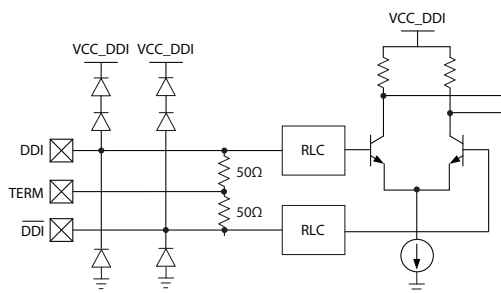 VCC_DDI
VCC_DDI VCC_DDI
DDI
RLC
50Ω
TERM
50Ω
DDI
RLC